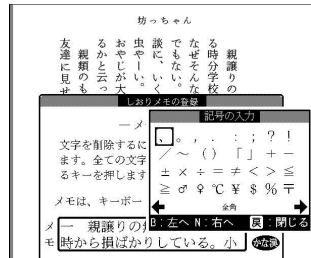 坊っちゃん
親譲りの
る時分学校
なぜそんな
でもない。
談に、いく
虫やーい。
おやじが大
るかと云っ
親類のも
友達に見せ
しおりメモの登録
一 メ
文字を削除するに
ます。全ての文字
るキーを押します
メモは、キーボー
メモ
一 親譲りの
時から損ばかりしている。小
かな漢
記号の入力
、 。 , . : ; ? !
／ ～ ( ) 「 」 + −
± × ÷ = ≠ < > ≦
≧ ♂ ♀ ℃ ¥ $ % 〒
← 全角 →
B:左へ N:右へ 戻:閉じる